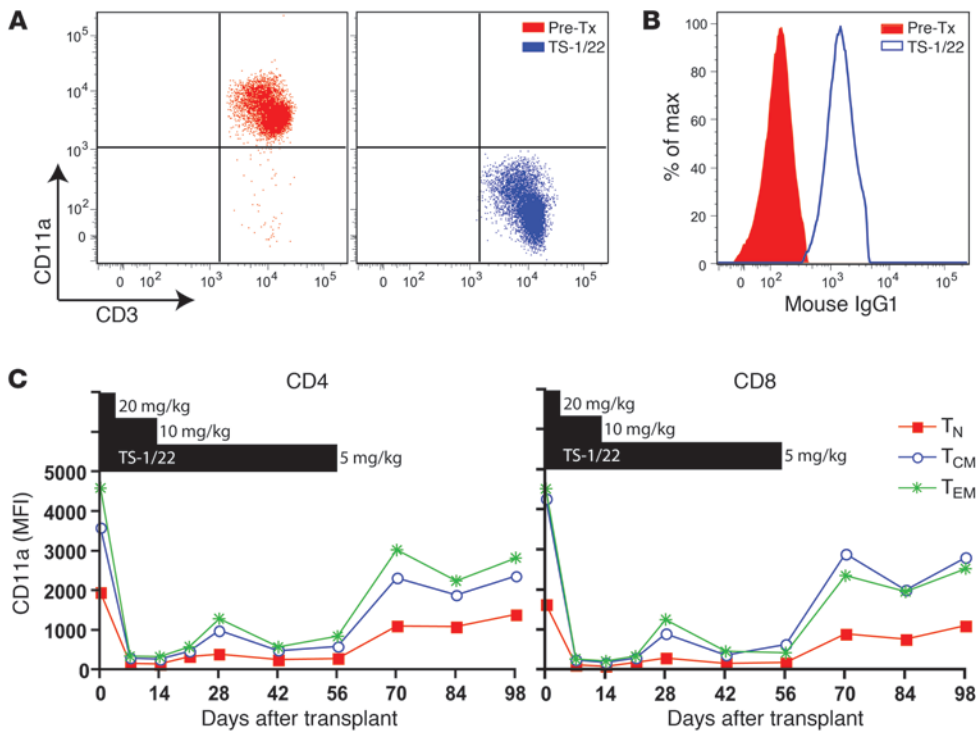 A
Pre-Tx
TS-1/22
10^5
10^4
10^3
10^2
0
CD11a
0 10^2 10^3 10^4 10^5
0 10^2 10^3 10^4 10^5
CD3
B
Pre-Tx
TS-1/22
% of max
100
80
60
40
20
0
0 10^2 10^3 10^4 10^5
Mouse IgG1
C
CD4
20 mg/kg
10 mg/kg
TS-1/22 5 mg/kg
CD11a (MFI)
5000
4000
3000
2000
1000
0
0 14 28 42 56 70 84 98
Days after transplant
CD8
20 mg/kg
10 mg/kg
TS-1/22 5 mg/kg
0 14 28 42 56 70 84 98
Days after transplant
T_N
T_CM
T_EM